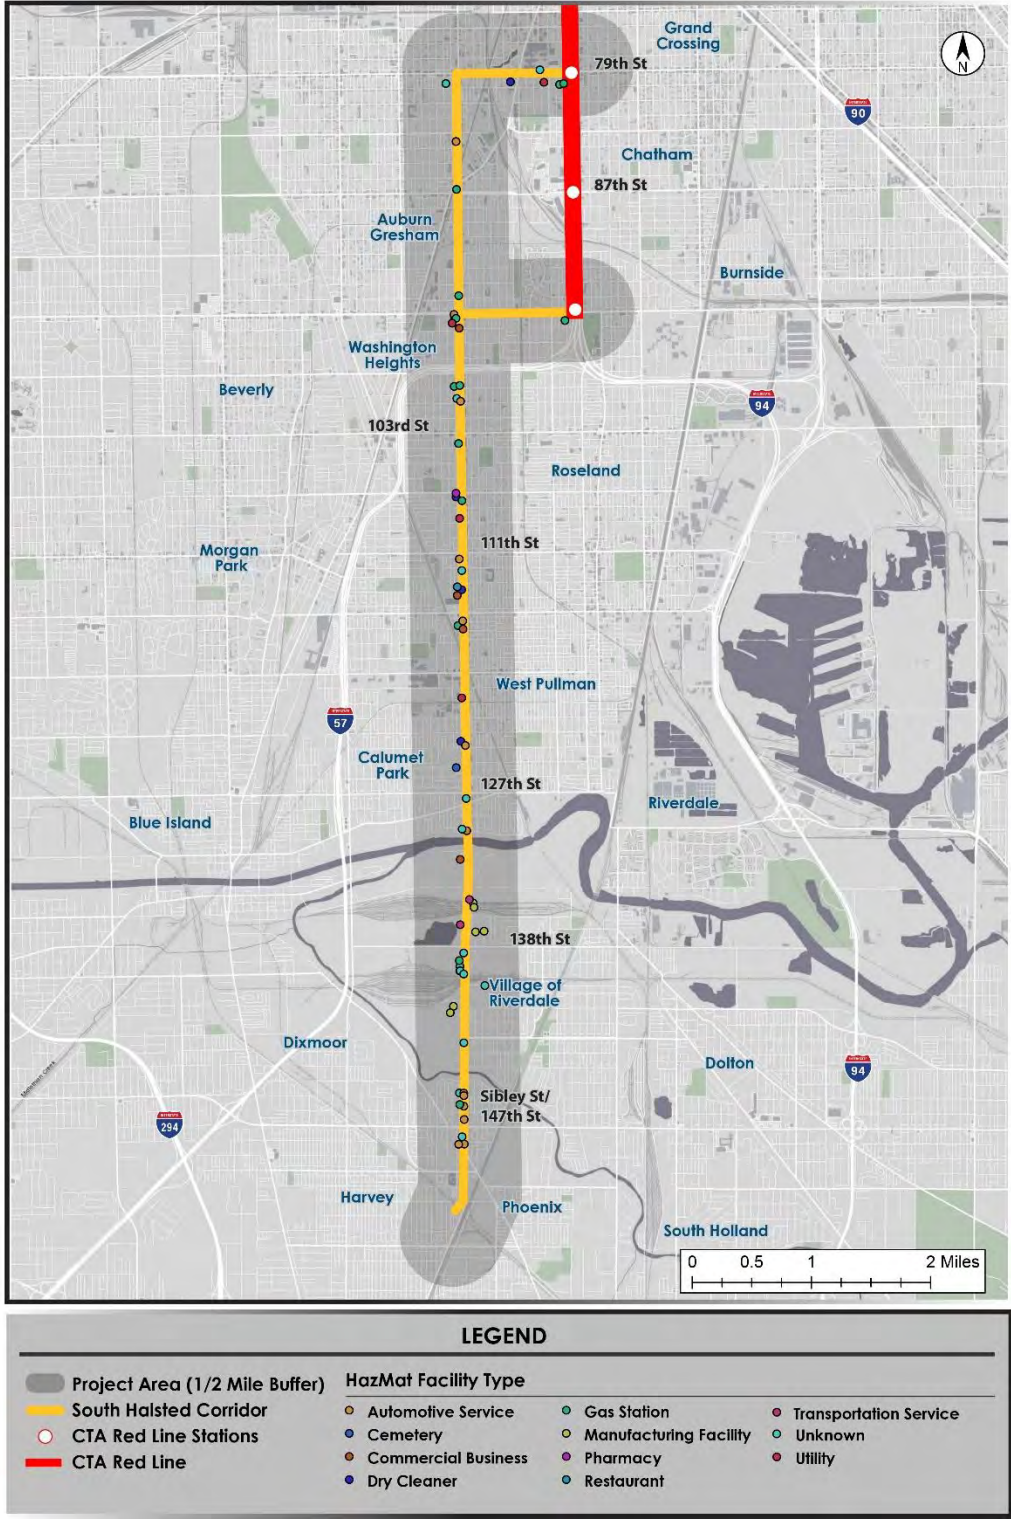 Grand
Crossing
N
79th St
90
Chatham
87th St
Auburn
Gresham
Burnside
Washington
Heights
Beverly
94
103rd St
Roseland
111th St
Morgan
Park
West Pullman
57
Calumet
Park
127th St
Riverdale
Blue Island
138th St
Village of
Riverdale
Dixmoor
Dolton
94
Sibley St/
147th St
294
Harvey
Phoenix
South Holland
0 0.5 1 2 Miles
LEGEND
Project Area (1/2 Mile Buffer)
South Halsted Corridor
CTA Red Line Stations
CTA Red Line
HazMat Facility Type
Automotive Service
Cemetery
Commercial Business
Dry Cleaner
Gas Station
Manufacturing Facility
Pharmacy
Restaurant
Transportation Service
Unknown
Utility